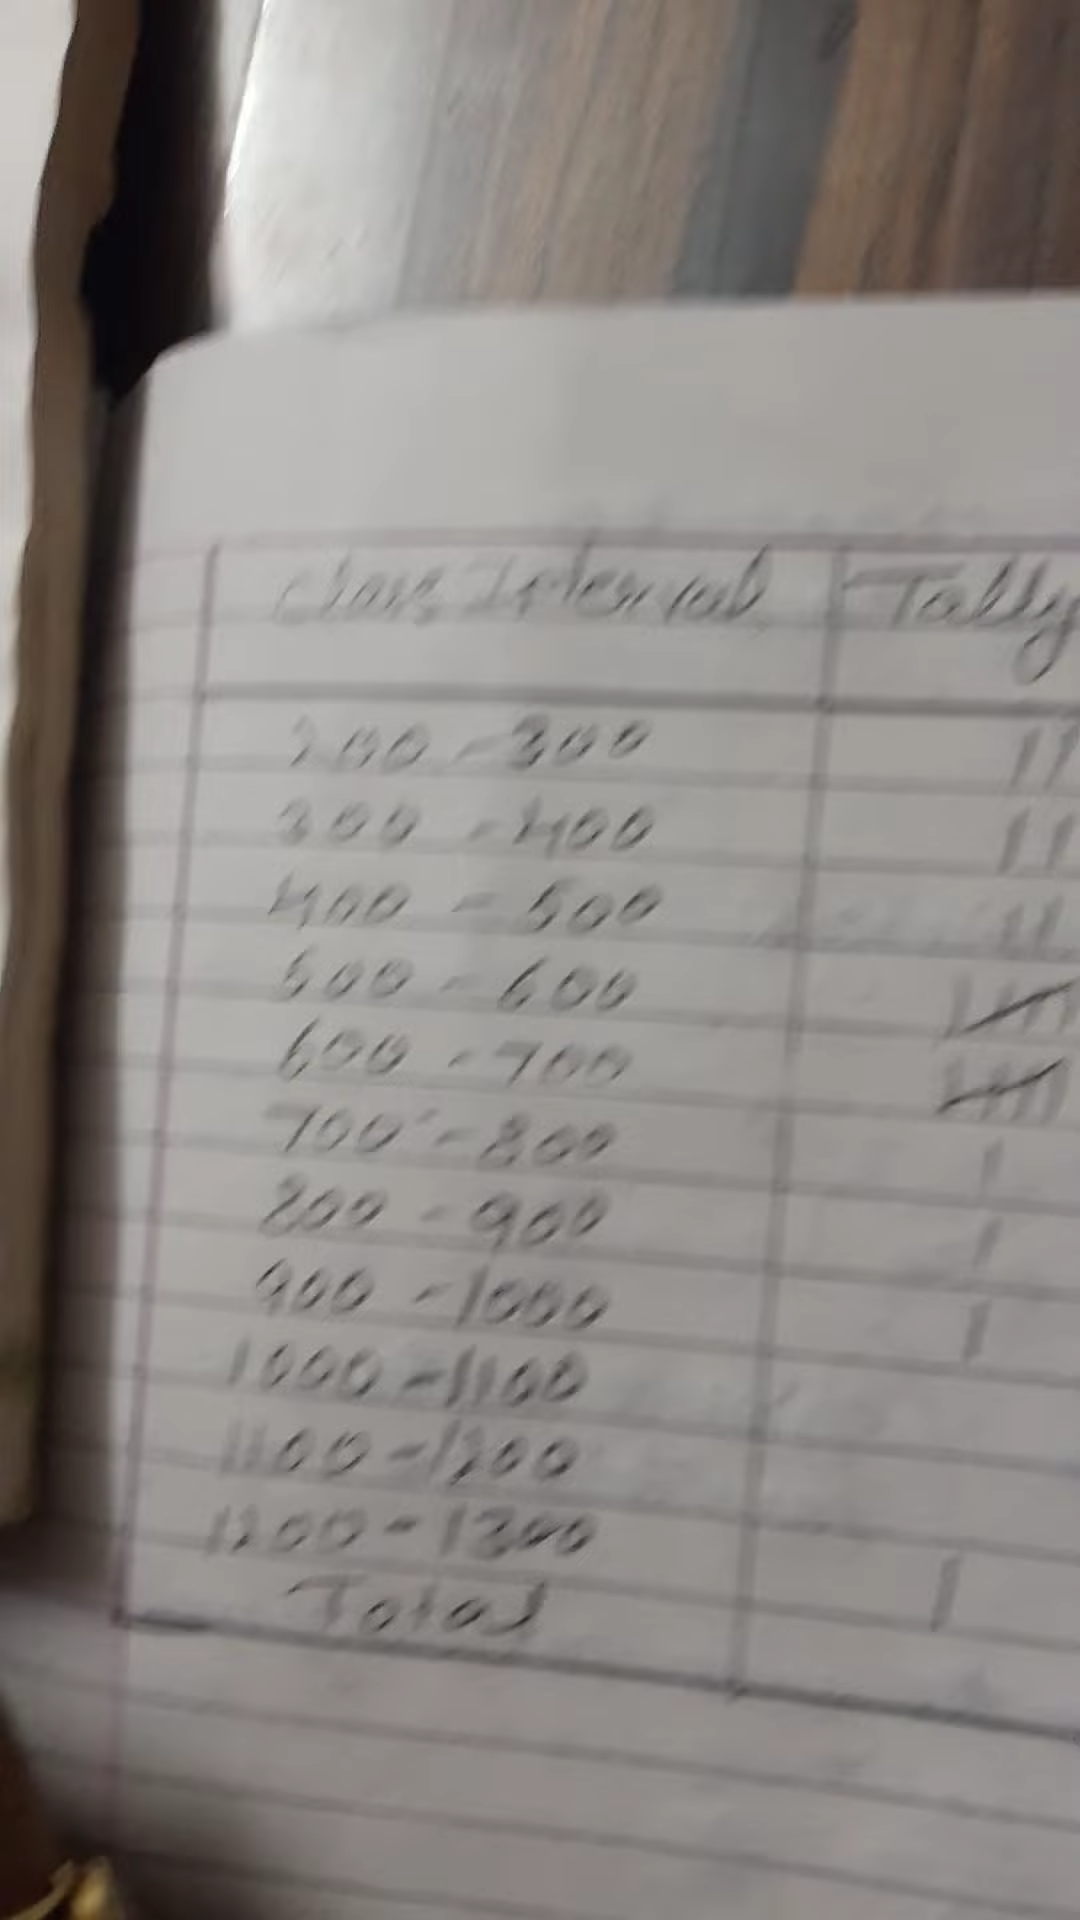 Class Interval Tally
200 - 300 ||
300 - 400 ||
400 - 500 ||
500 - 600
600 - 700
700 - 800 |
800 - 900 |
900 - 1000 |
1000 - 1100
1100 - 1200
1200 - 1300 |
Total